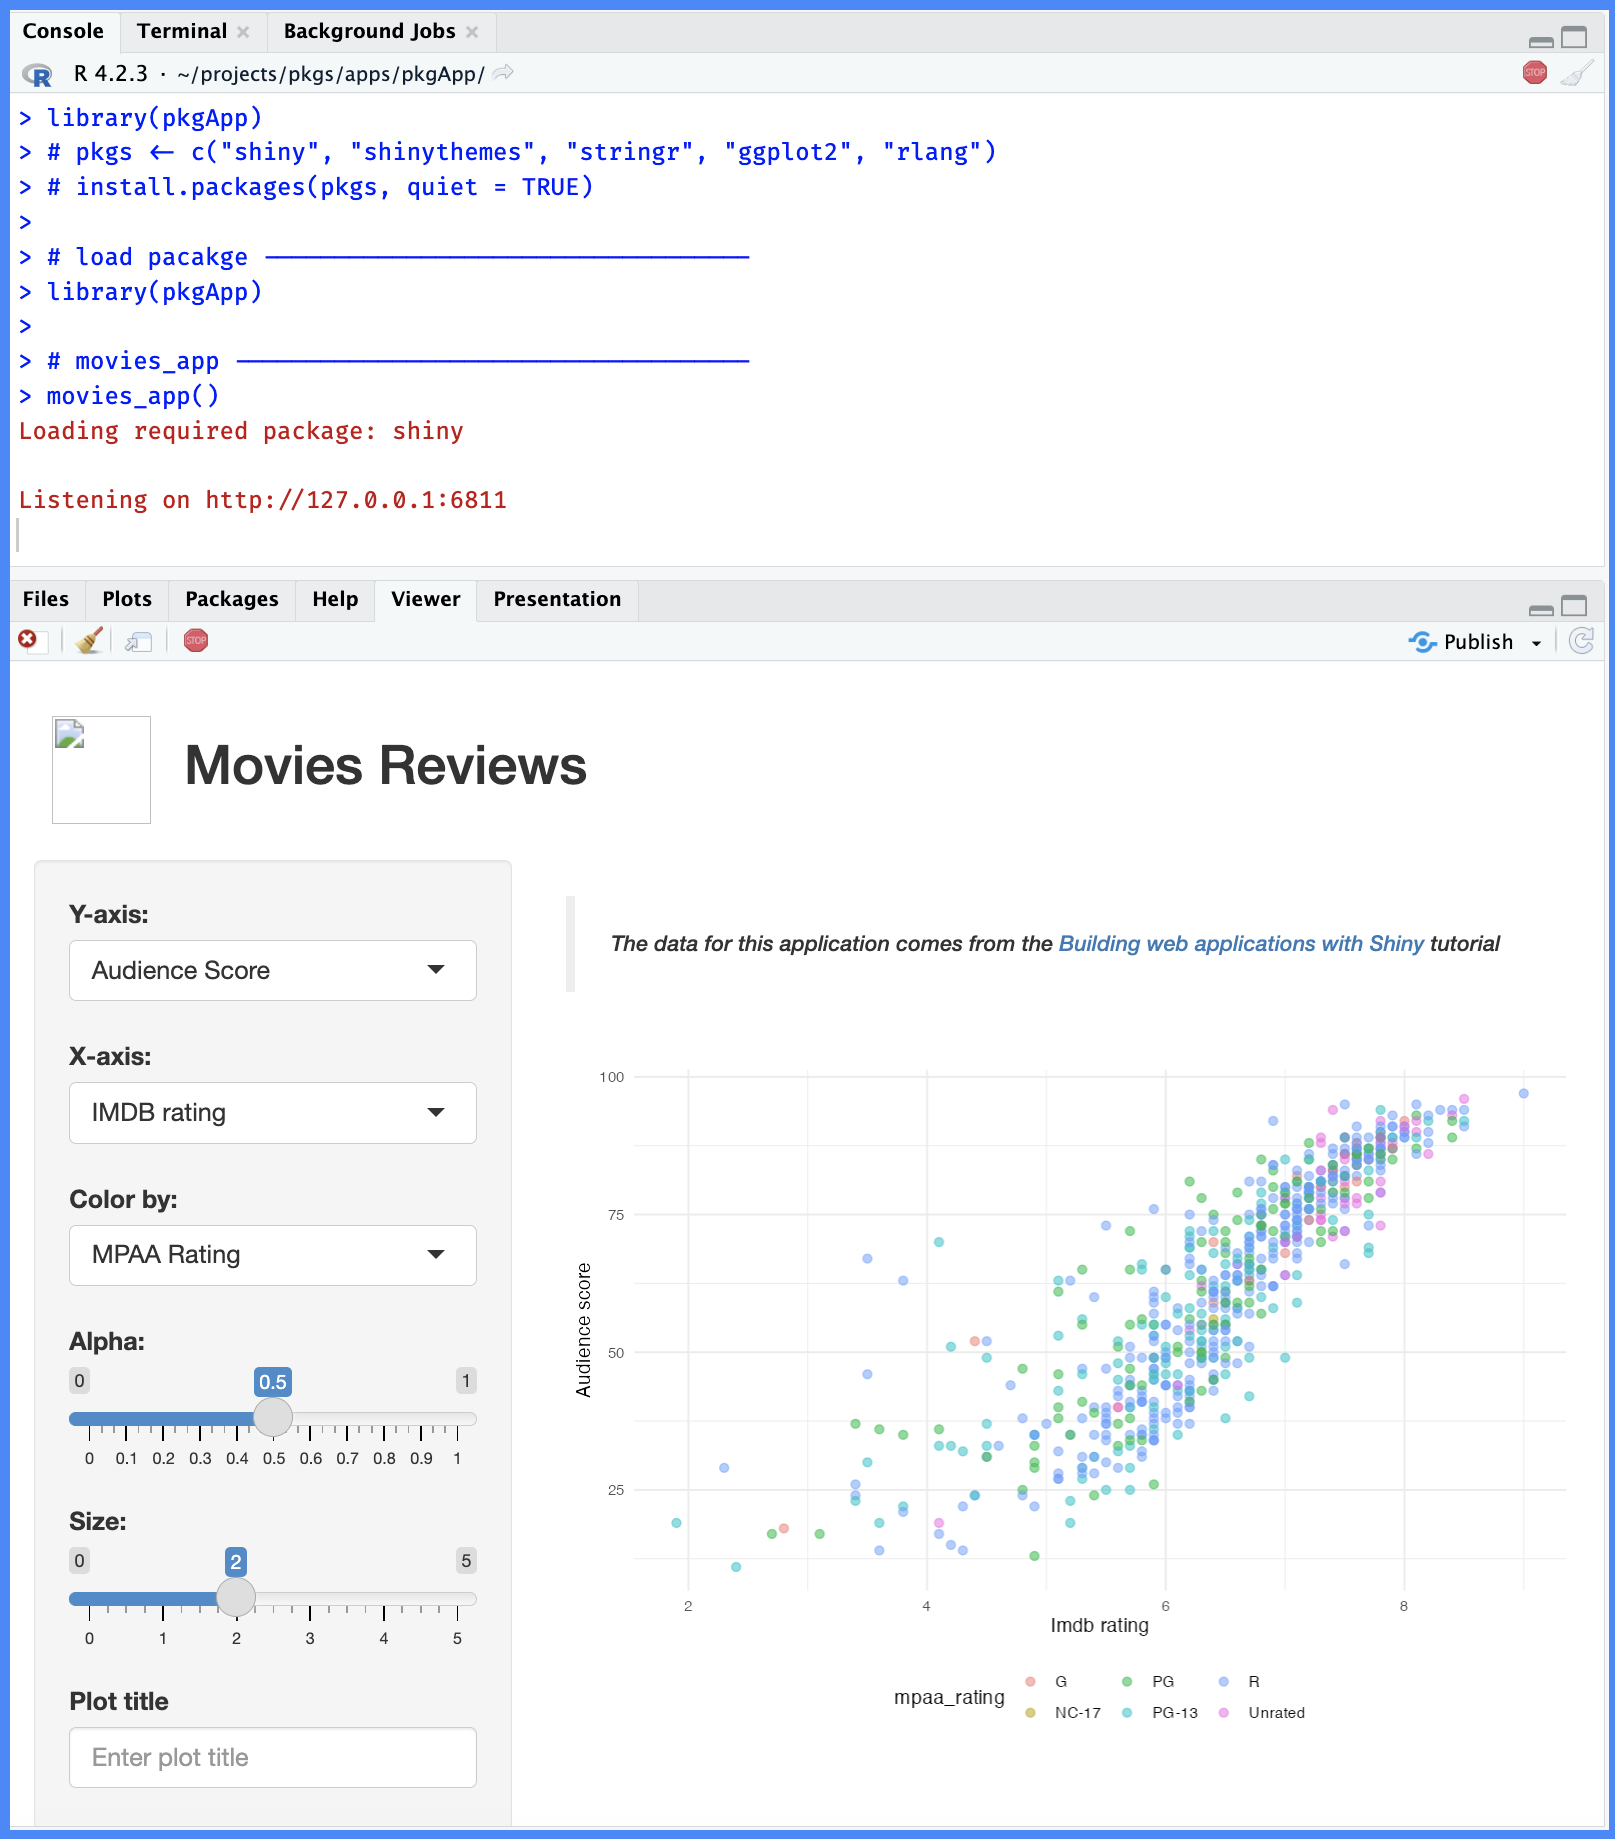 Console Terminal Background Jobs
R 4.2.3 · ~/projects/pkgs/apps/pkgApp/
STOP
> library(pkgApp)
> # pkgs <- c("shiny", "shinythemes", "stringr", "ggplot2", "rlang")
> # install.packages(pkgs, quiet = TRUE)
>
> # load pacakge ----------------------------------
> library(pkgApp)
>
> # movies_app ------------------------------------
> movies_app()
Loading required package: shiny
Listening on http://127.0.0.1:6811
Files Plots Packages Help Viewer Presentation
STOP
Publish
Movies Reviews
Y-axis:
Audience Score
X-axis:
IMDB rating
Color by:
MPAA Rating
Alpha:
0 0.5 1
0 0.1 0.2 0.3 0.4 0.5 0.6 0.7 0.8 0.9 1
Size:
0 2 5
0 1 2 3 4 5
Plot title
Enter plot title
The data for this application comes from the Building web applications with Shiny tutorial
100
75
50
25
Audience score
2 4 6 8
Imdb rating
mpaa_rating
G PG R
NC-17 PG-13 Unrated